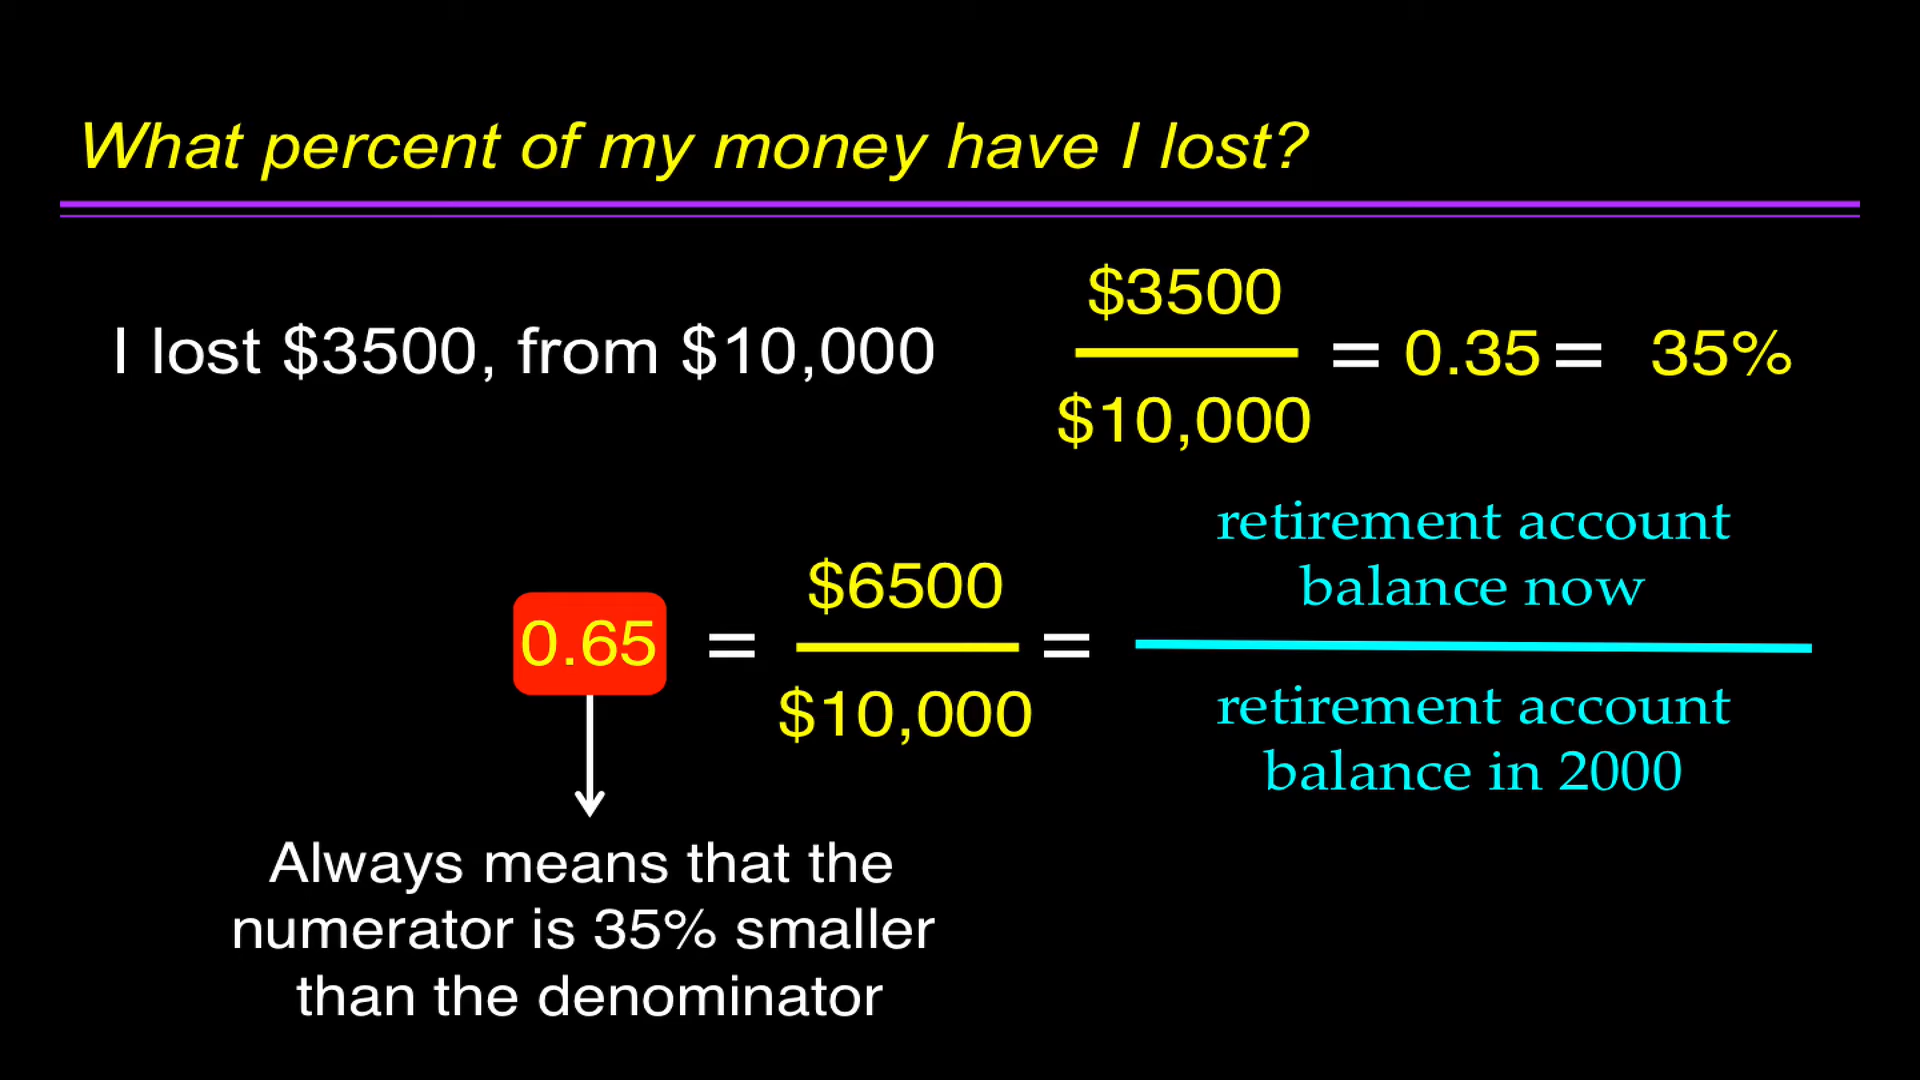 What percent of my money have I lost?
I lost $3500, from $10,000
$3500
$10,000
= 0.35 = 35%
0.65
=
$6500
$10,000
=
retirement account
balance now
retirement account
balance in 2000
Always means that the
numerator is 35% smaller
than the denominator